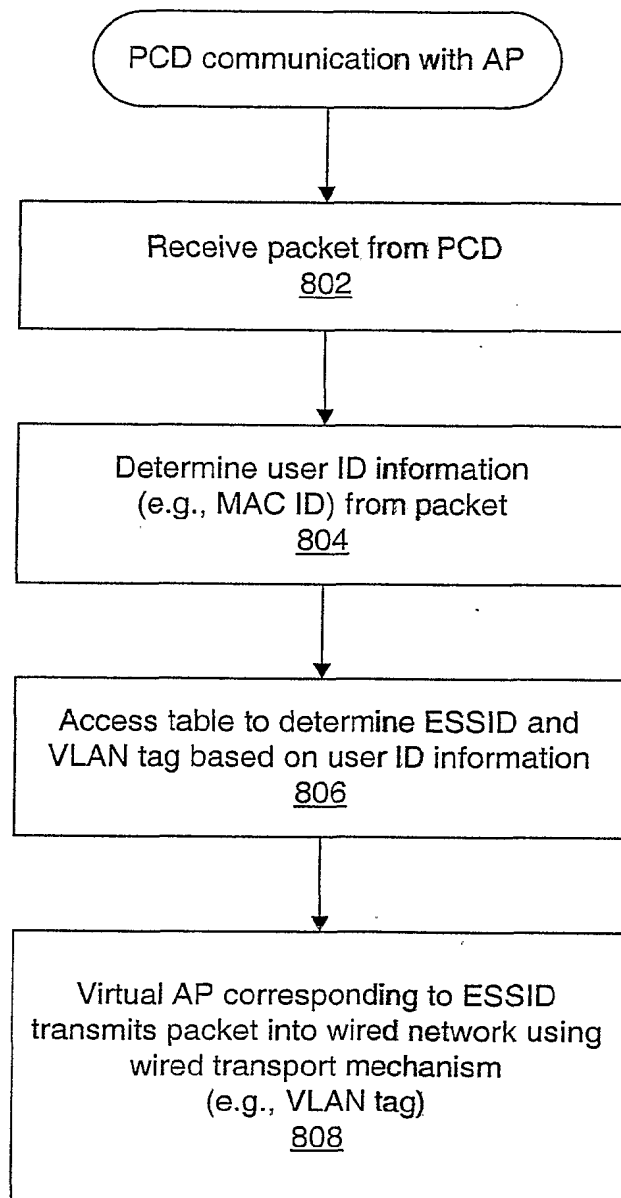 PCD communication with AP
Receive packet from PCD
802
Determine user ID information
(e.g., MAC ID) from packet
804
Access table to determine ESSID and
VLAN tag based on user ID information
806
Virtual AP corresponding to ESSID
transmits packet into wired network using
wired transport mechanism
(e.g., VLAN tag)
808